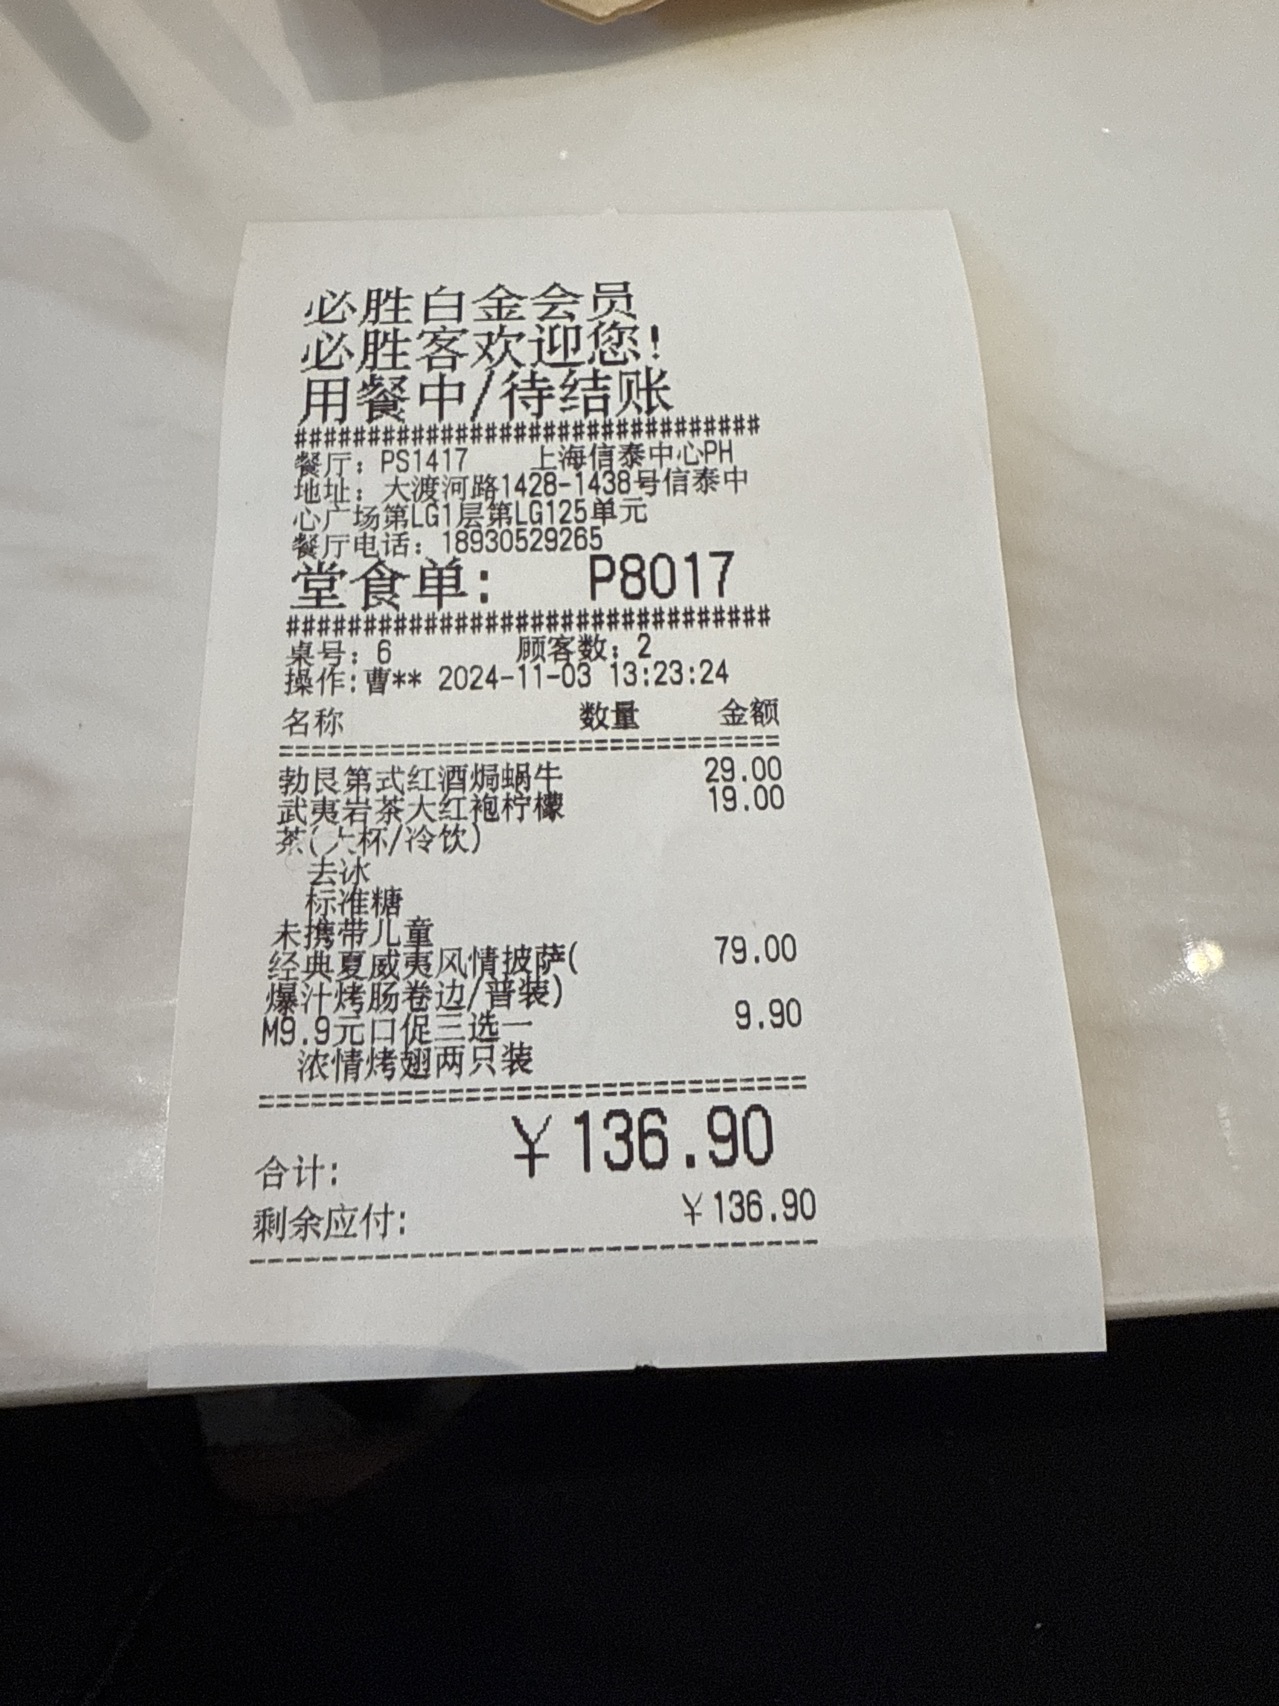 必胜白金会员
必胜客欢迎您!
用餐中/待结账
################################
餐厅: PS1417 上海信泰中心PH
地址: 大渡河路1428-1438号信泰中
心广场第LG1层第LG125单元
餐厅电话: 18930529265
堂食单: P8017
################################
桌号: 6 顾客数: 2
操作:曹** 2024-11-03 13:23:24
名称 数量 金额
================================
勃艮第式红酒焗蜗牛 29.00
武夷岩茶大红袍柠檬 19.00
茶(大杯/冷饮)
去冰
标准糖
未携带儿童
经典夏威夷风情披萨( 79.00
爆汁烤肠卷边/普装)
M9.9元口促三选一 9.90
浓情烤翅两只装
================================
合计: ￥136.90
剩余应付: ￥136.90
--------------------------------